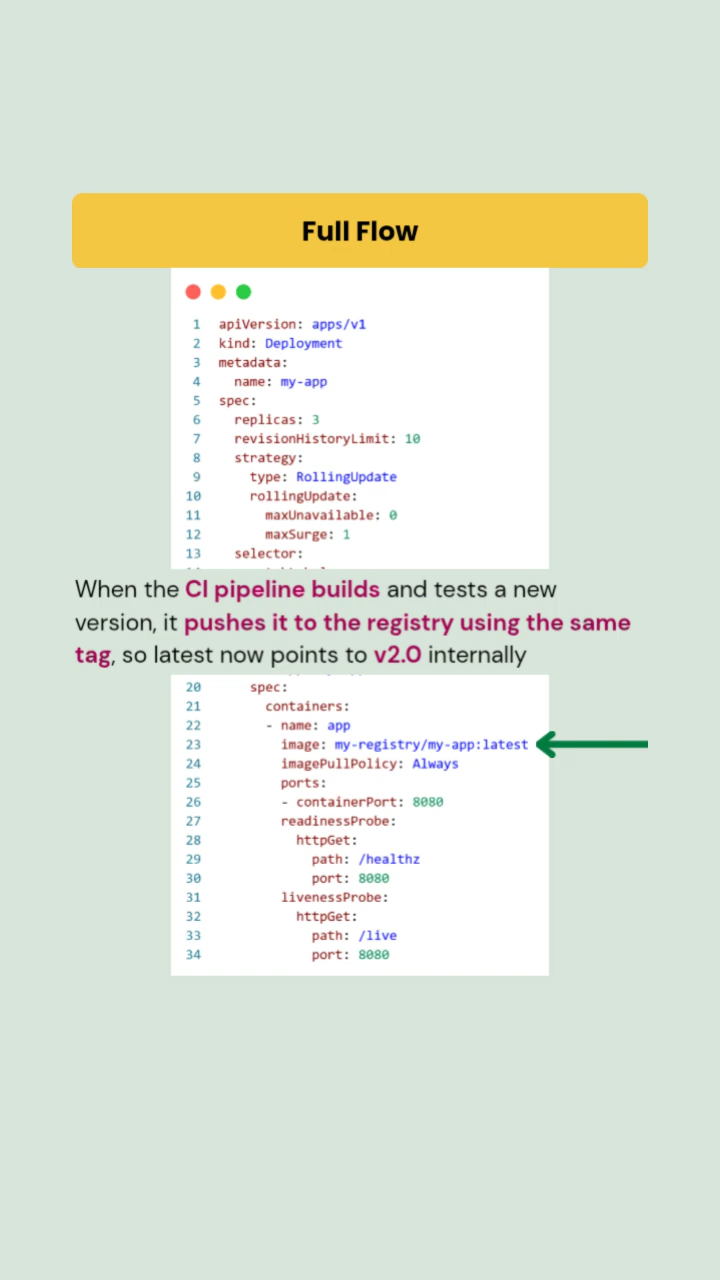 Full Flow
1 apiVersion: apps/v1
2 kind: Deployment
3 metadata:
4   name: my-app
5 spec:
6   replicas: 3
7   revisionHistoryLimit: 10
8   strategy:
9     type: RollingUpdate
10     rollingUpdate:
11       maxUnavailable: 0
12       maxSurge: 1
13   selector:
When the CI pipeline builds and tests a new
version, it pushes it to the registry using the same
tag, so latest now points to v2.0 internally
20     spec:
21       containers:
22       - name: app
23         image: my-registry/my-app:latest
24         imagePullPolicy: Always
25         ports:
26         - containerPort: 8080
27         readinessProbe:
28           httpGet:
29             path: /healthz
30             port: 8080
31         livenessProbe:
32           httpGet:
33             path: /live
34             port: 8080